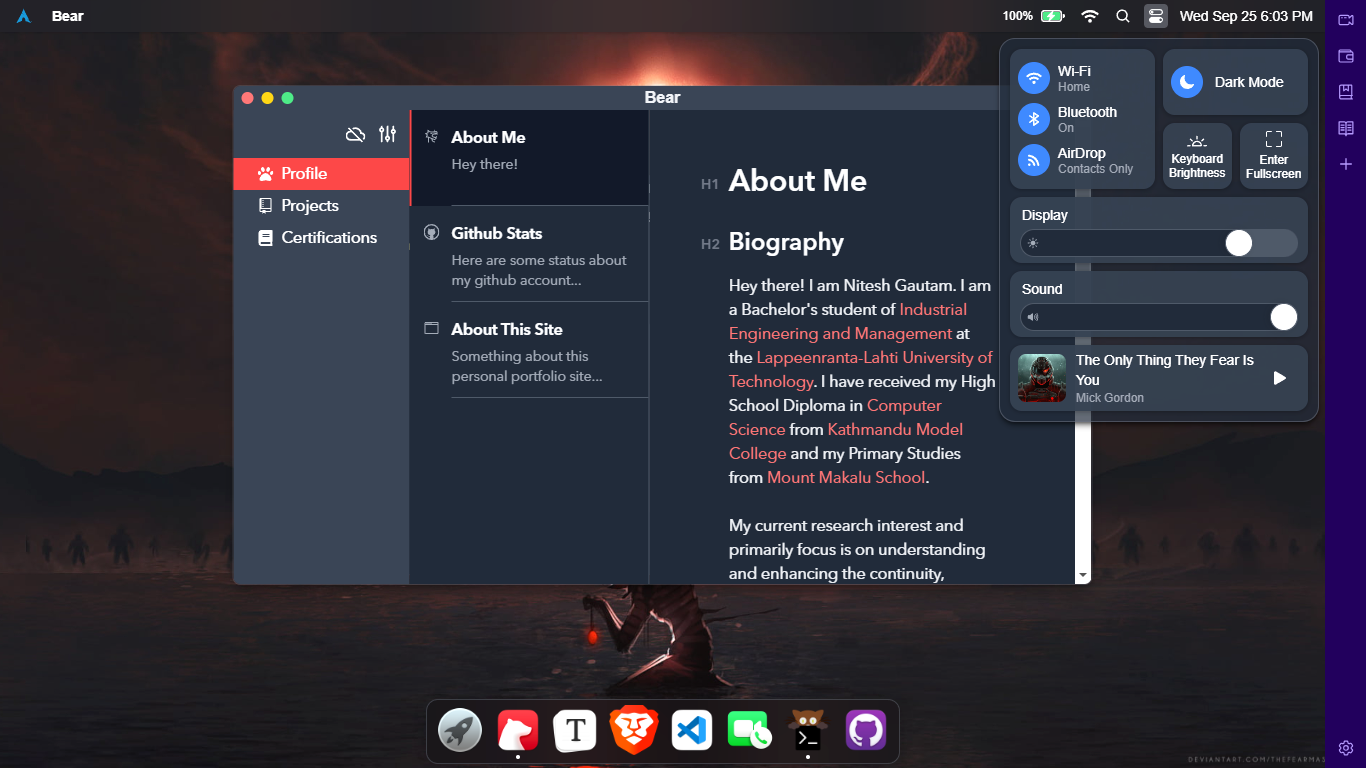 Bear
100%
Wed Sep 25 6:03 PM
Bear
Profile
Projects
Certifications
About Me
Hey there!
Github Stats
Here are some status about
my github account...
About This Site
Something about this
personal portfolio site...
H1 About Me
H2 Biography
Hey there! I am Nitesh Gautam. I am
a Bachelor's student of Industrial
Engineering and Management at
the Lappeenranta-Lahti University of
Technology. I have received my High
School Diploma in Computer
Science from Kathmandu Model
College and my Primary Studies
from Mount Makalu School.
My current research interest and
primarily focus is on understanding
and enhancing the continuity,
Wi-Fi
Home
Bluetooth
On
AirDrop
Contacts Only
Dark Mode
Keyboard
Brightness
Enter
Fullscreen
Display
Sound
The Only Thing They Fear Is
You
Mick Gordon
T
DEVIANTART.COM/THEFEARMAS